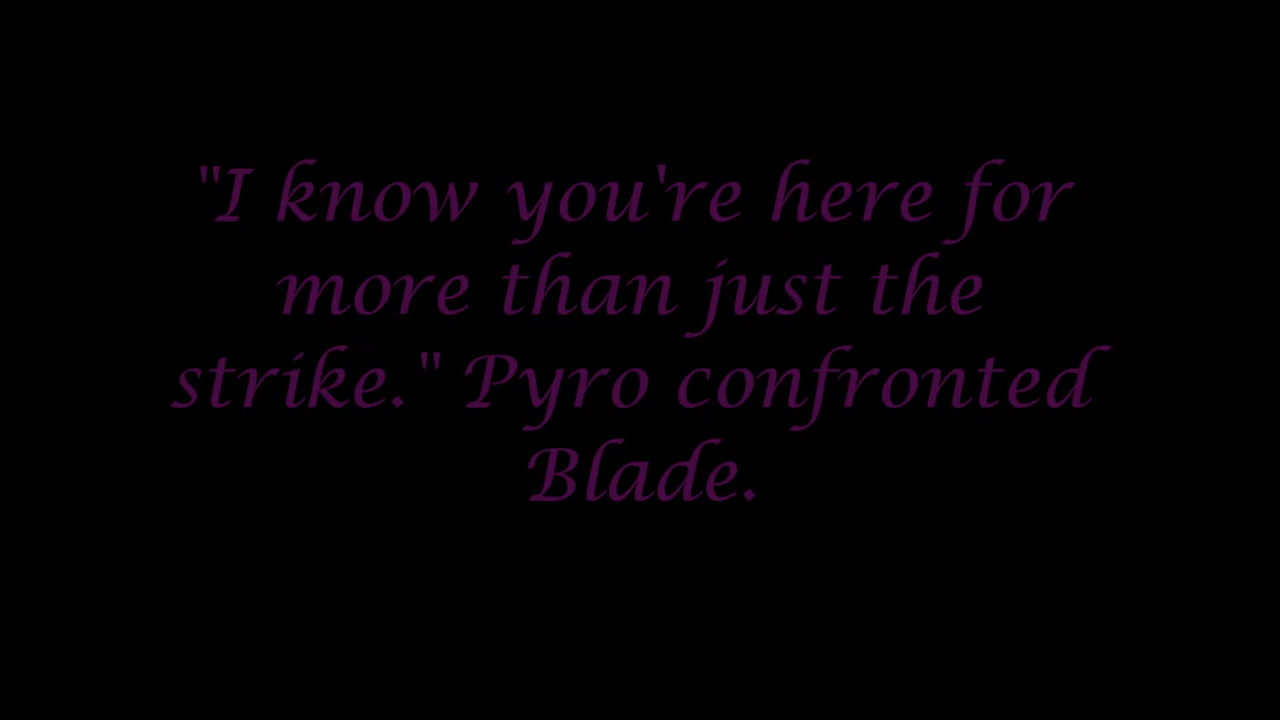 "I know you're here for
more than just the
strike." Pyro confronted
Blade.